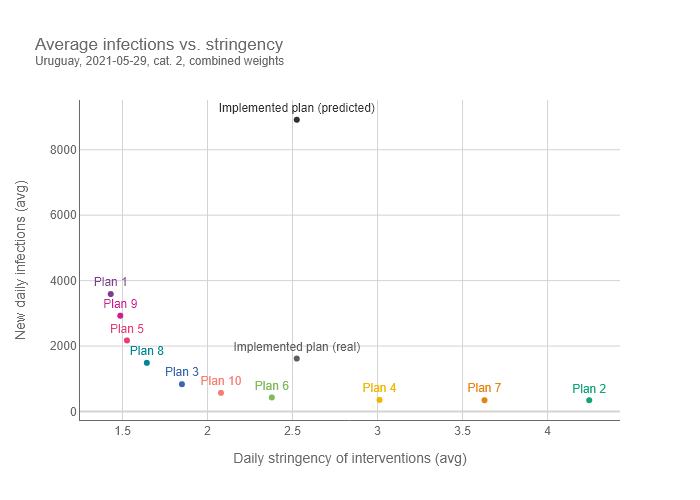 Average infections vs. stringency
Uruguay, 2021-05-29, cat. 2, combined weights
Implemented plan (predicted)
8000
6000
4000
2000
0
New daily infections (avg)
Plan 1
Plan 9
Plan 5
Plan 8
Plan 3
Plan 10
Implemented plan (real)
Plan 6
Plan 4
Plan 7
Plan 2
1.5
2
2.5
3
3.5
4
Daily stringency of interventions (avg)